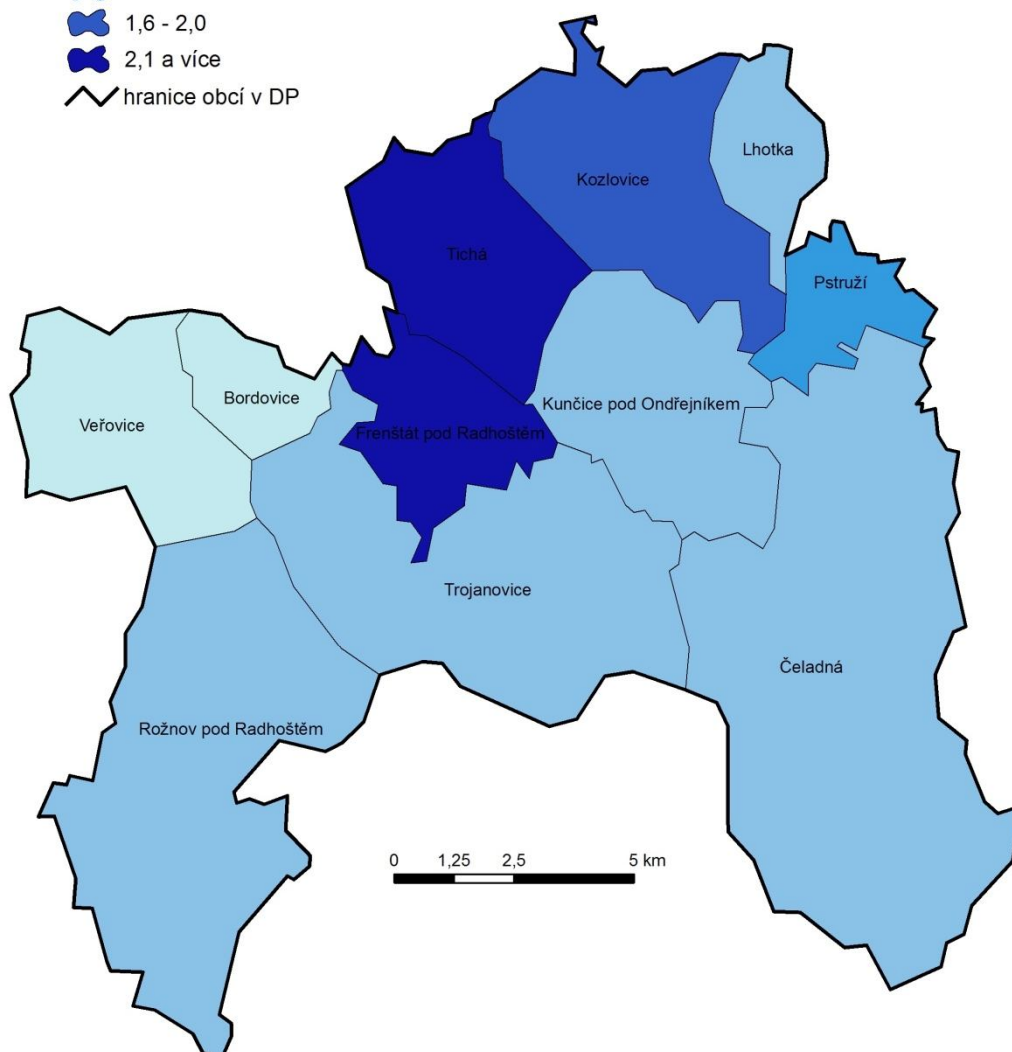 1,6 - 2,0
2,1 a více
hranice obcí v DP
Lhotka
Kozlovice
Tichá
Pstruží
Bordovice
Kunčice pod Ondřejníkem
Veřovice
Frenštát pod Radhoštěm
Trojanovice
Čeladná
Rožnov pod Radhoštěm
0 1,25 2,5 5 km